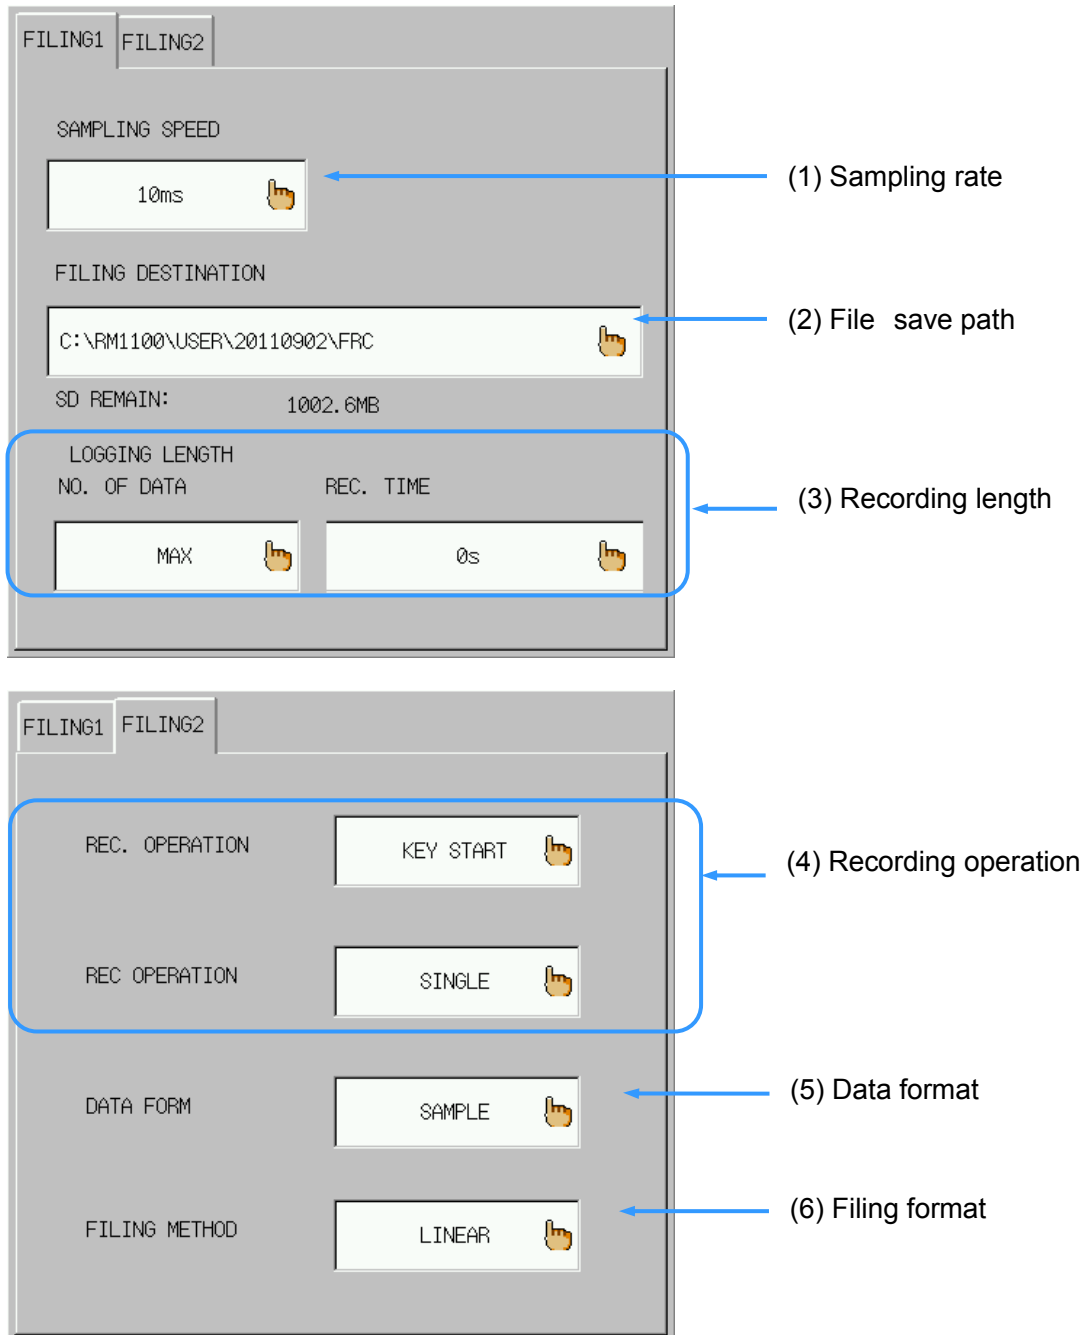 FILING1 FILING2
SAMPLING SPEED
10ms
(1) Sampling rate
FILING DESTINATION
C:\RM1100\USER\20110902\FRC
(2) File save path
SD REMAIN: 1002.6MB
LOGGING LENGTH
NO. OF DATA REC. TIME
(3) Recording length
MAX 0s
FILING1 FILING2
REC. OPERATION KEY START
(4) Recording operation
REC OPERATION SINGLE
DATA FORM SAMPLE
(5) Data format
FILING METHOD LINEAR
(6) Filing format